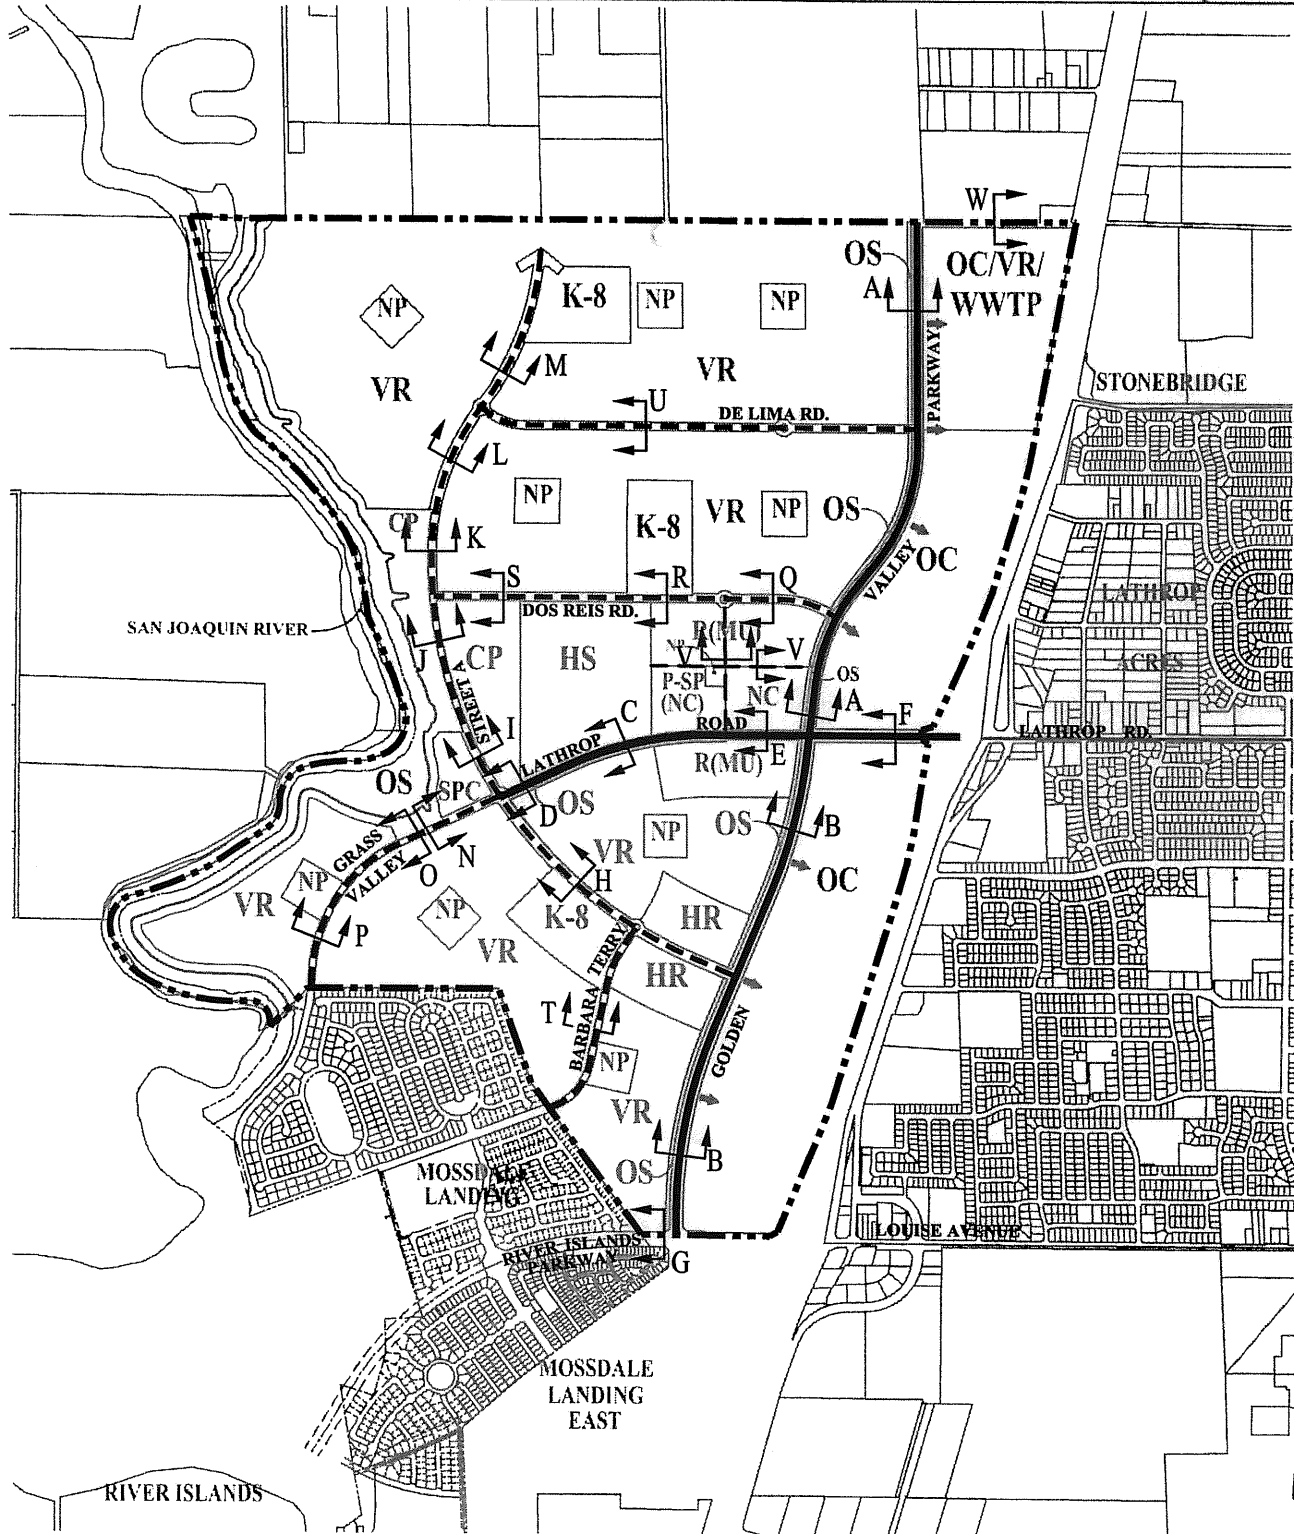 W
OS
OC/VR/
WWTP
A
K-8
NP
NP
NP
PARKWAY
M
VR
VR
STONEBRIDGE
U
DE LIMA RD.
L
NP
VR
NP
OS
CP
K
K-8
VALLEY
OC
S
R
Q
LATHROP
ACRES
DOS REIS RD.
SAN JOAQUIN RIVER
R(MU)
NP
V
V
J
CP
HS
OS
P-SP
(NC)
NC
A
STREET A
I
C
ROAD
F
LATHROP RD.
LATHROP
R(MU)
E
OS
SPC
OS
D
OS
B
NP
GRASS
VALLEY
N
O
VR
H
OC
NP
VR
NP
K-8
HR
P
VR
BARBARA TERRY
HR
T
GOLDEN
NP
VR
B
OS
MOSSDALE
LANDING
RIVER ISLANDS
PARKWAY
G
LOUISE AVENUE
MOSSDALE
LANDING
EAST
RIVER ISLANDS